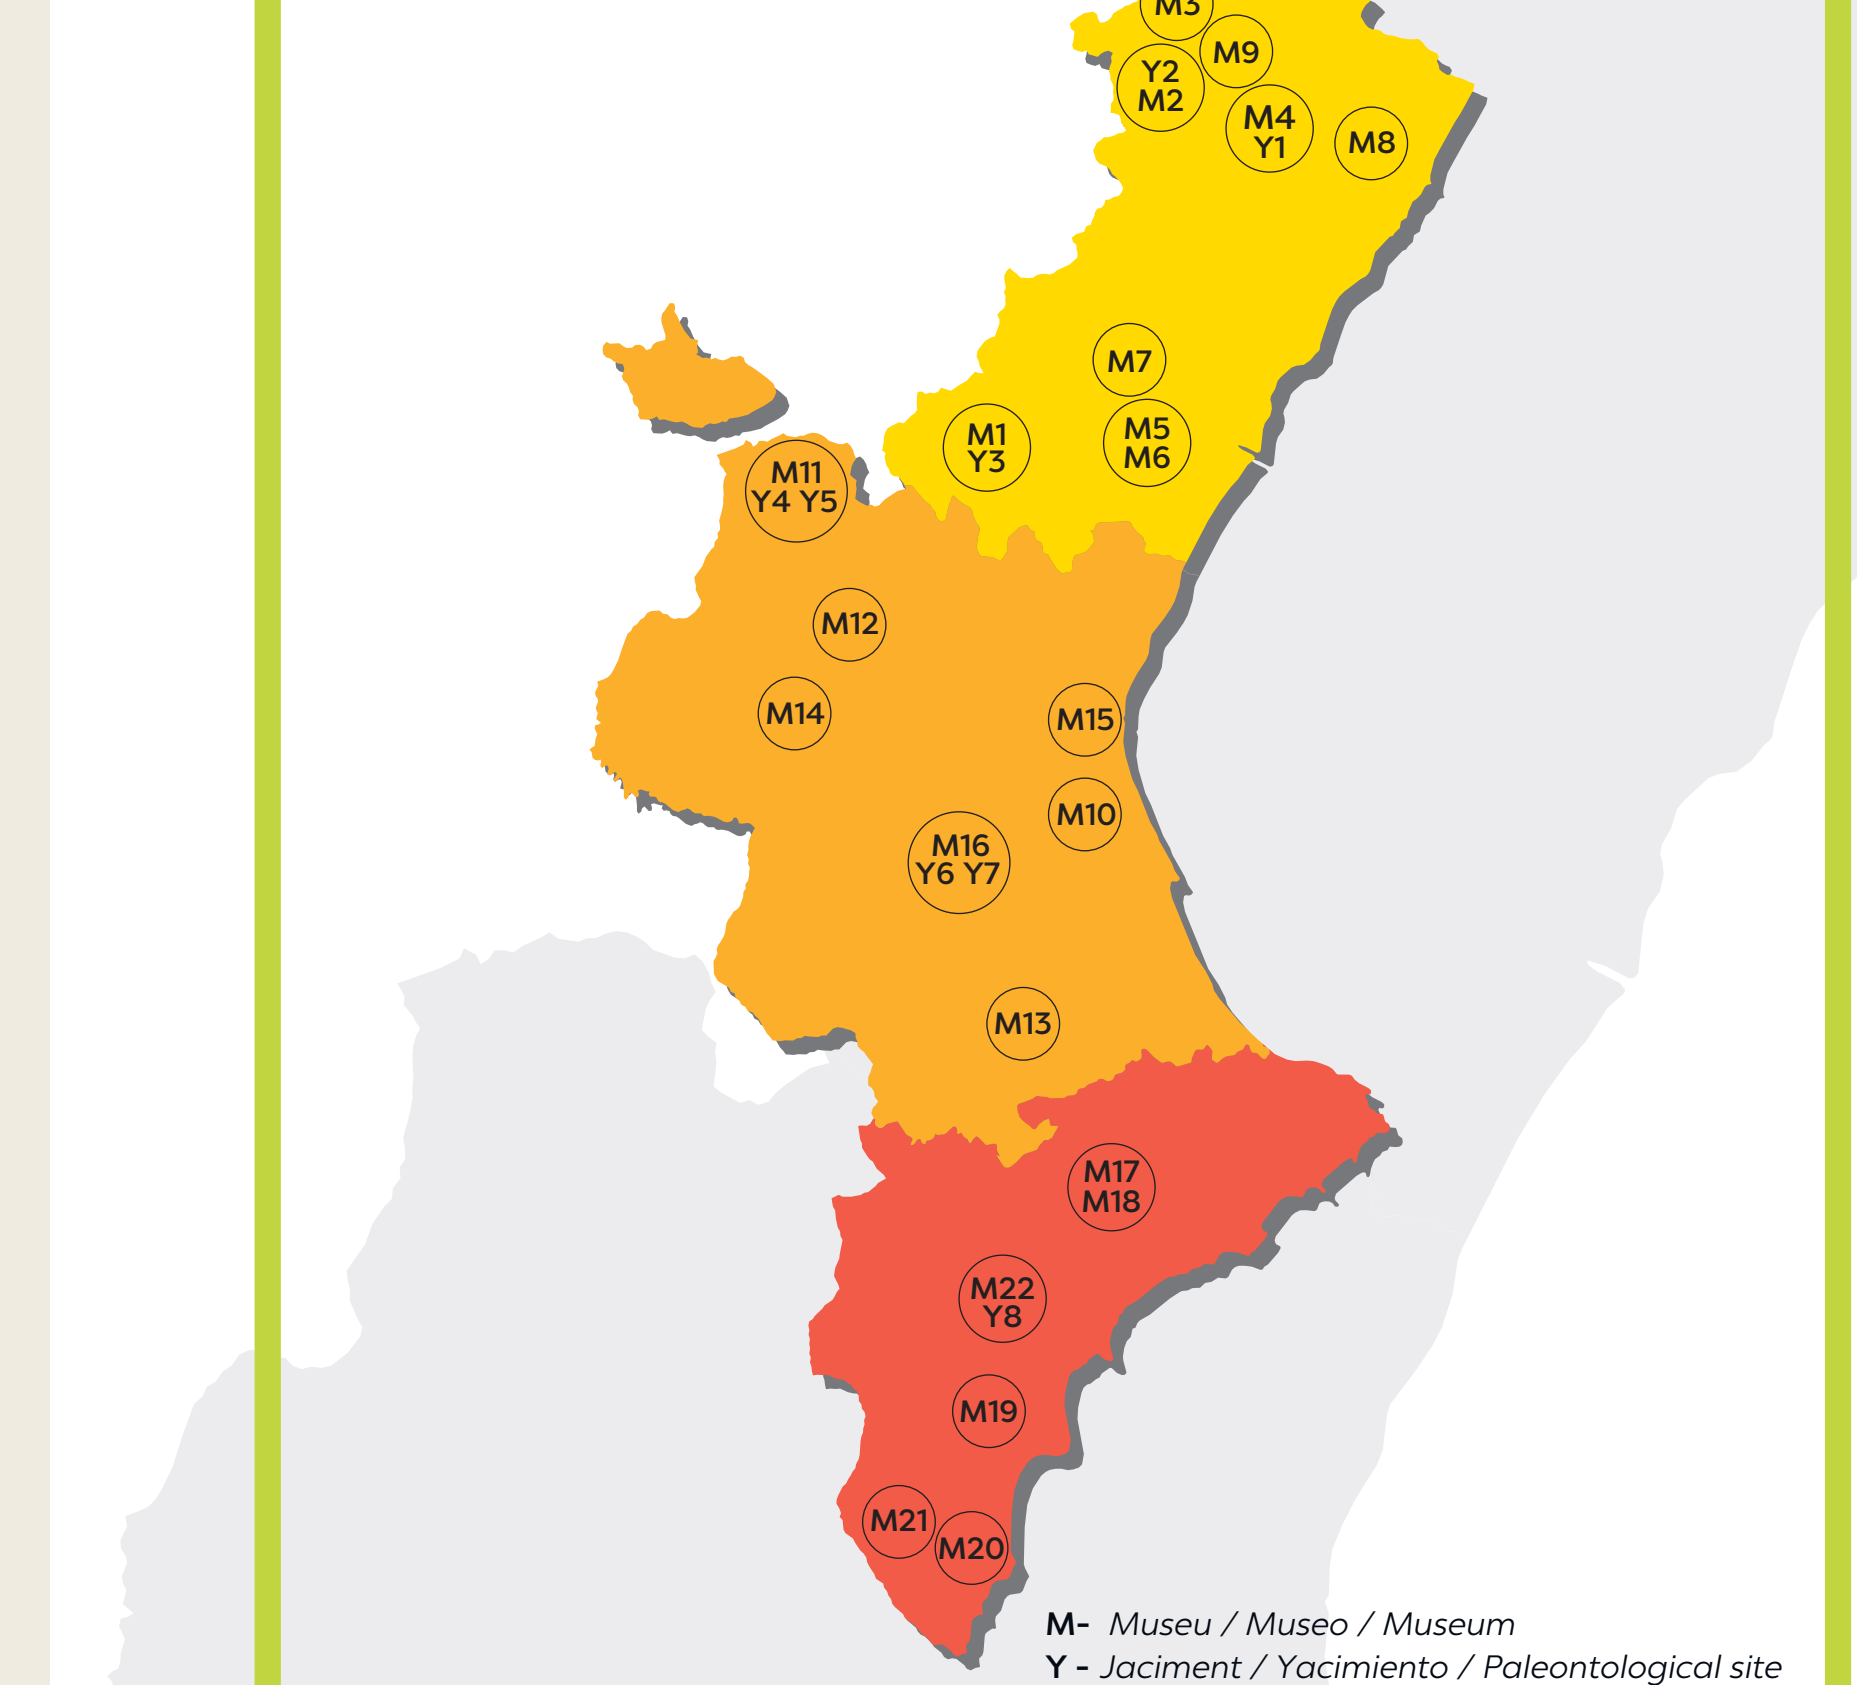 M3
M9
Y2
M2
M4
Y1
M8
M7
M1
Y3
M5
M6
M11
Y4 Y5
M12
M14
M15
M10
M16
Y6 Y7
M13
M17
M18
M22
Y8
M19
M21
M20
M- Museu / Museo / Museum
Y - Jaciment / Yacimiento / Paleontological site